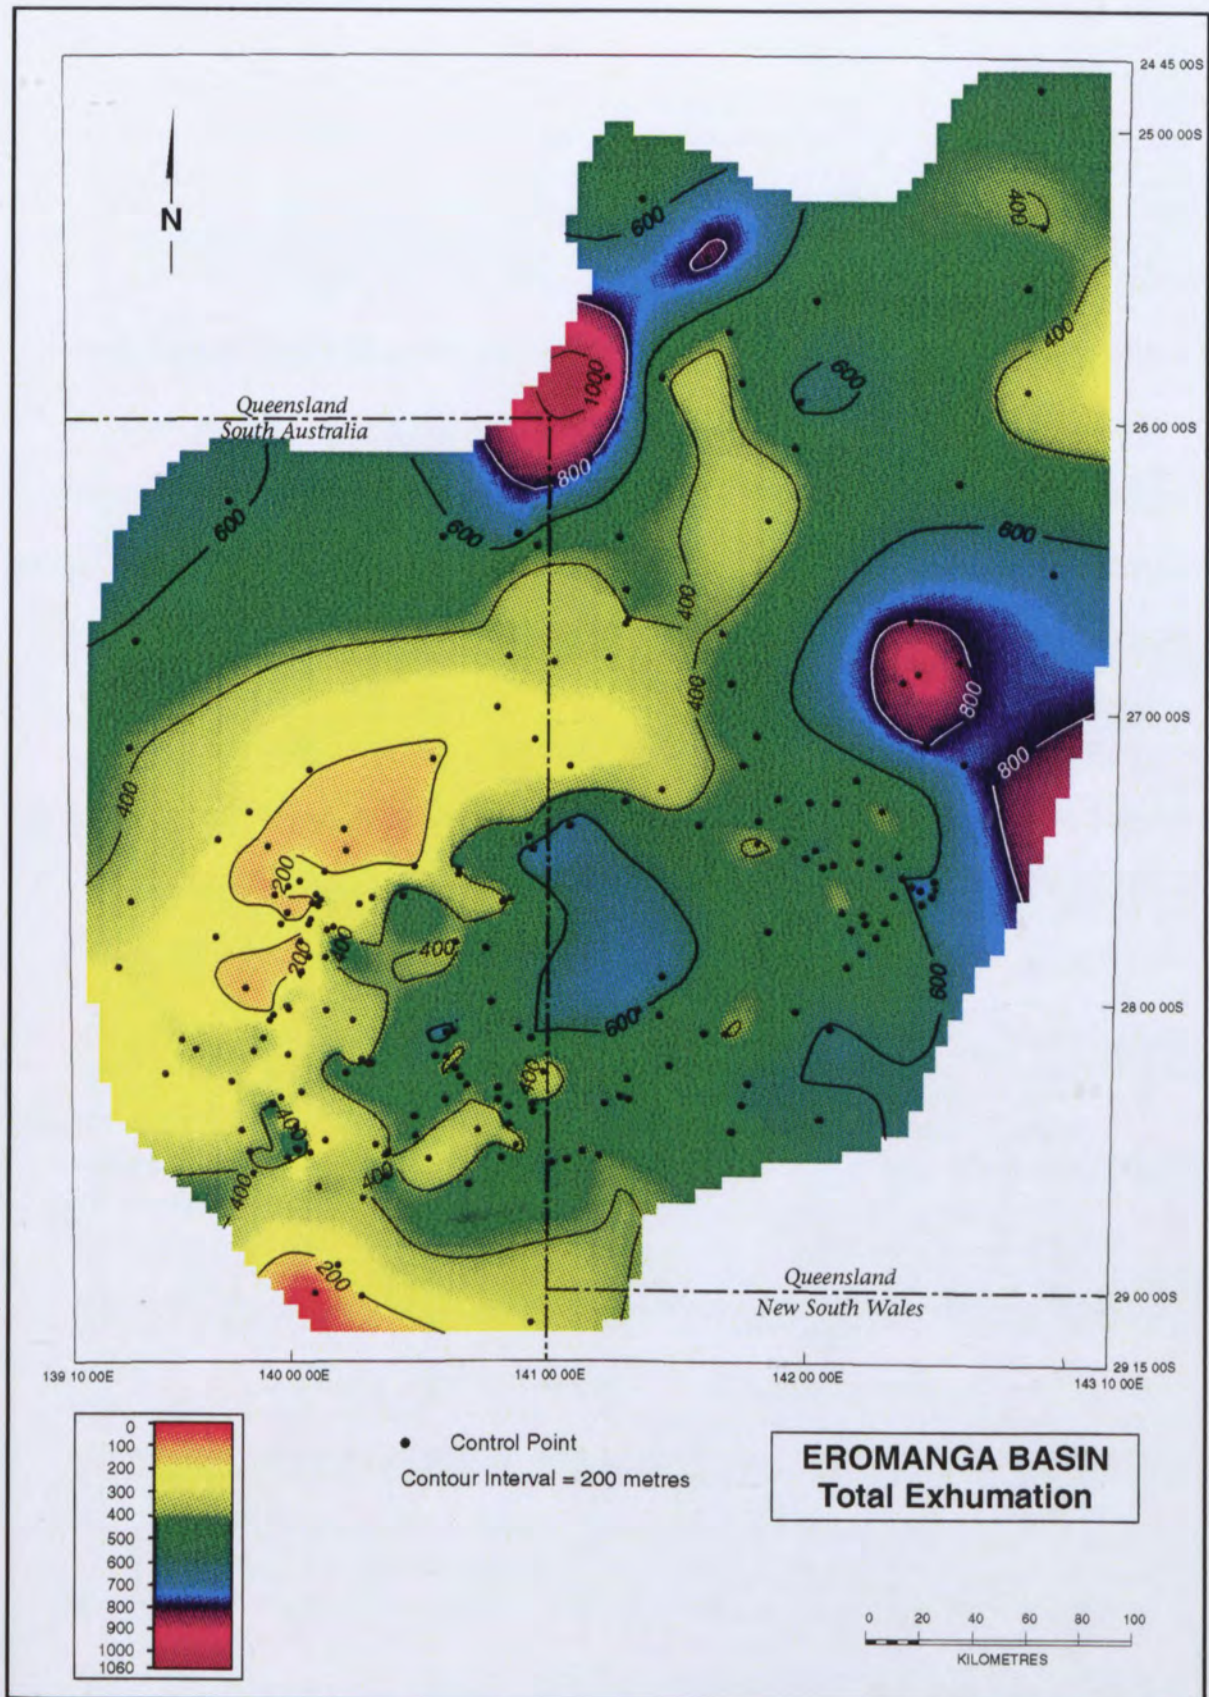 24 45 00S
25 00 00S
N
600
400
400
1000
600
Queensland
South Australia
26 00 00S
800
600
600
600
400
400
800
27 00 00S
800
400
200
400
400
200
600
600
28 00 00S
400
400
400
400
200
Queensland
New South Wales
29 00 00S
29 15 00S
139 10 00E
140 00 00E
141 00 00E
142 00 00E
143 10 00E
0
100
200
300
400
500
600
700
800
900
1000
1060
Control Point
Contour Interval = 200 metres
EROMANGA BASIN
Total Exhumation
0 20 40 60 80 100
KILOMETRES